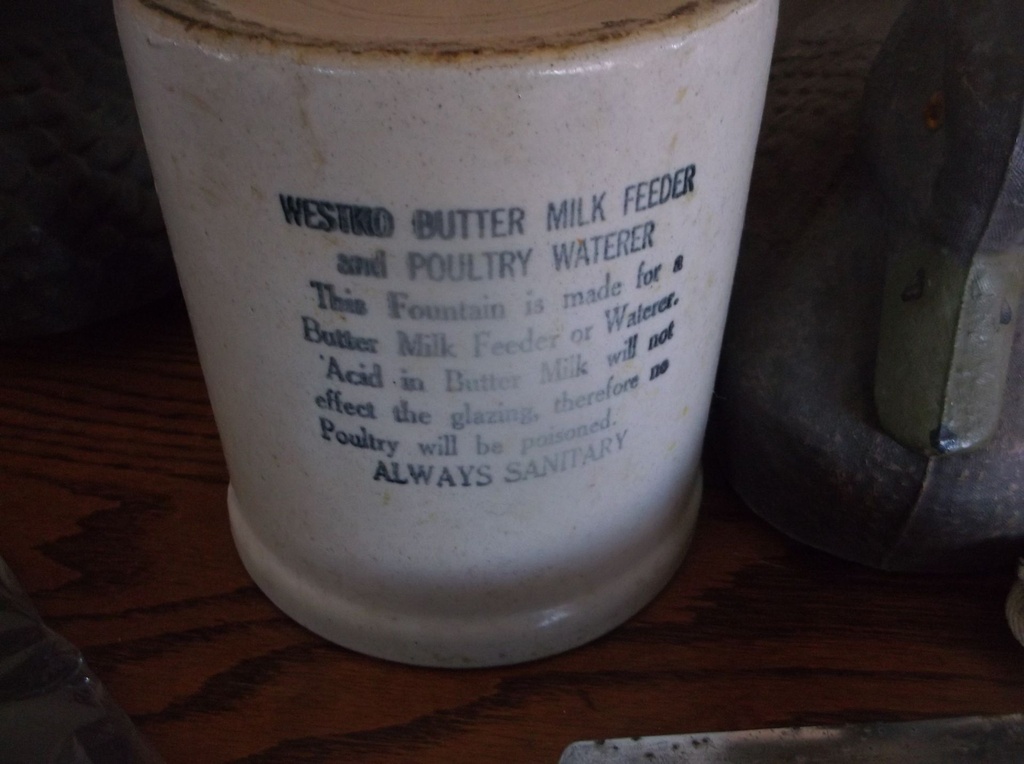 WESTKO BUTTER MILK FEEDER
and POULTRY WATERER
This Fountain is made for a
Butter Milk Feeder or Waterer.
Acid in Butter Milk will not
effect the glazing, therefore no
Poultry will be poisoned.
ALWAYS SANITARY